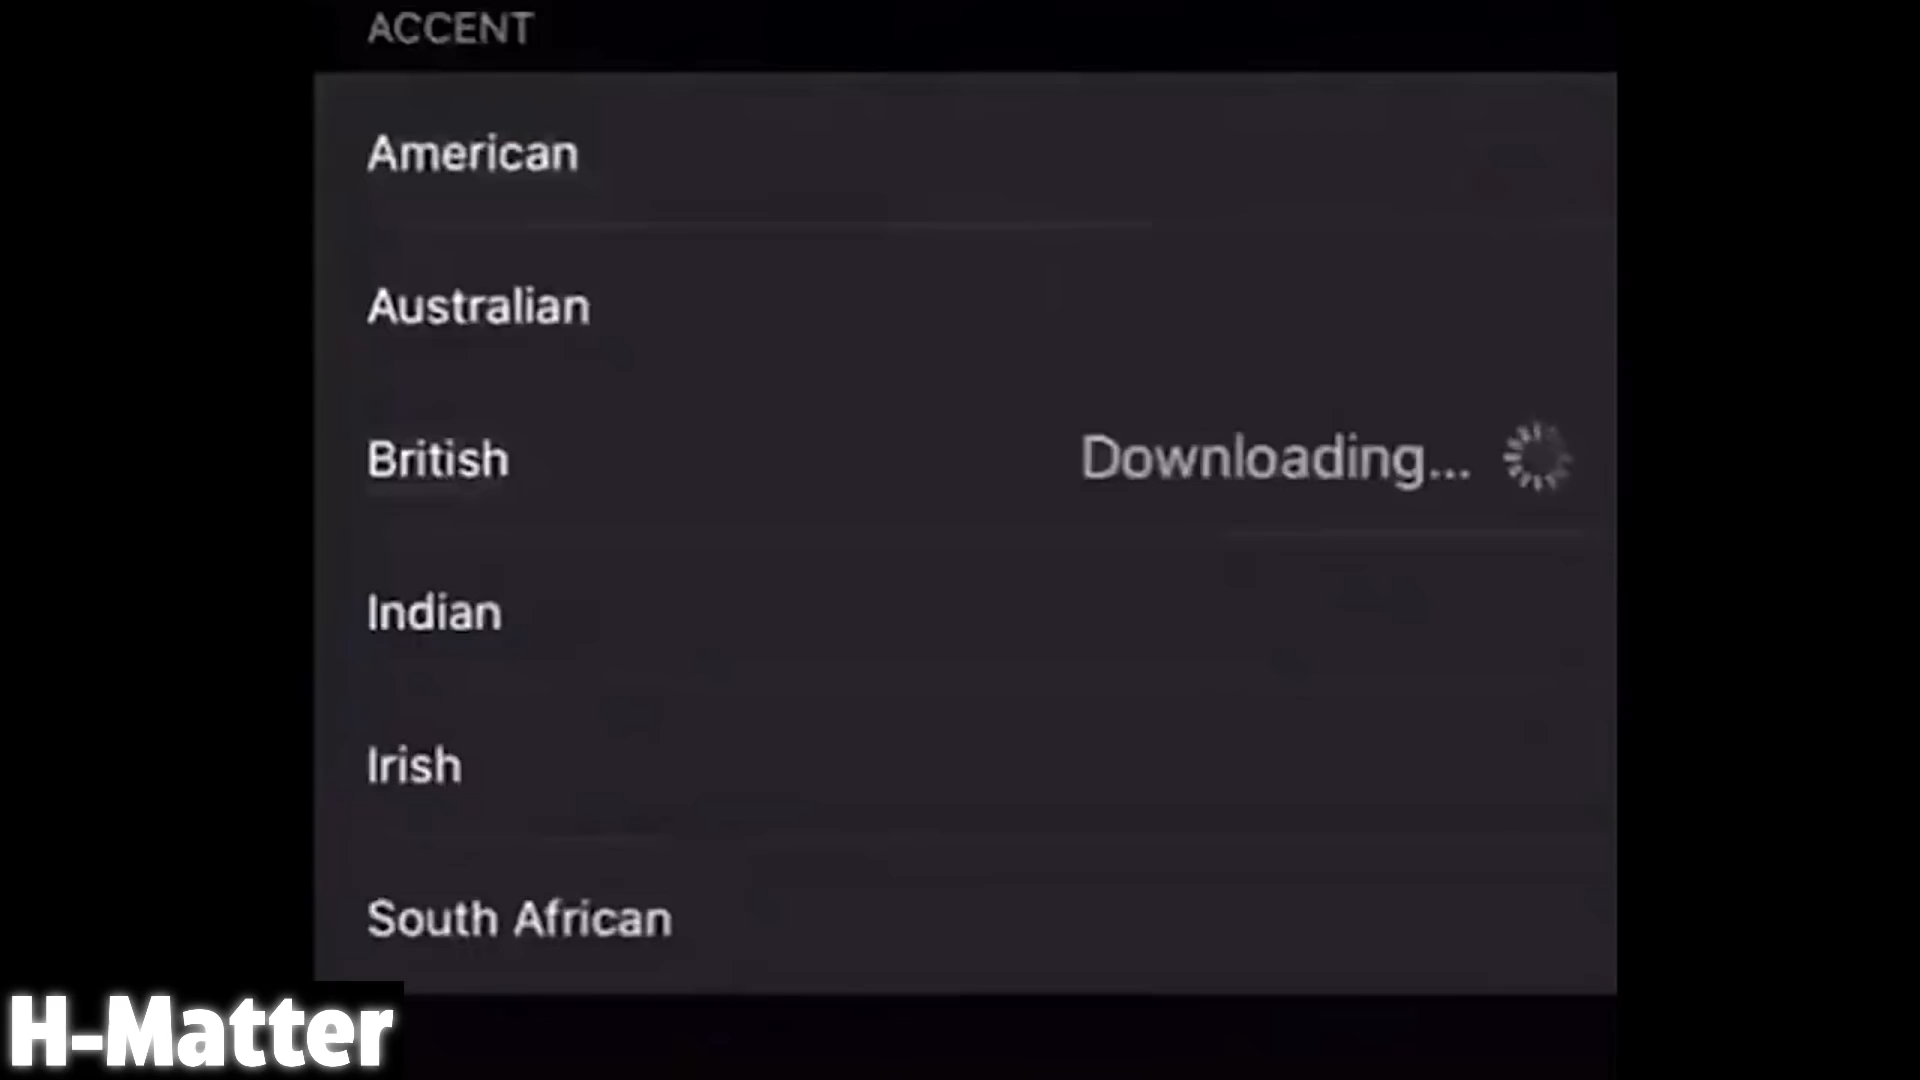 ACCENT
American
Australian
British Downloading...
Indian
Irish
South African
H-Matter